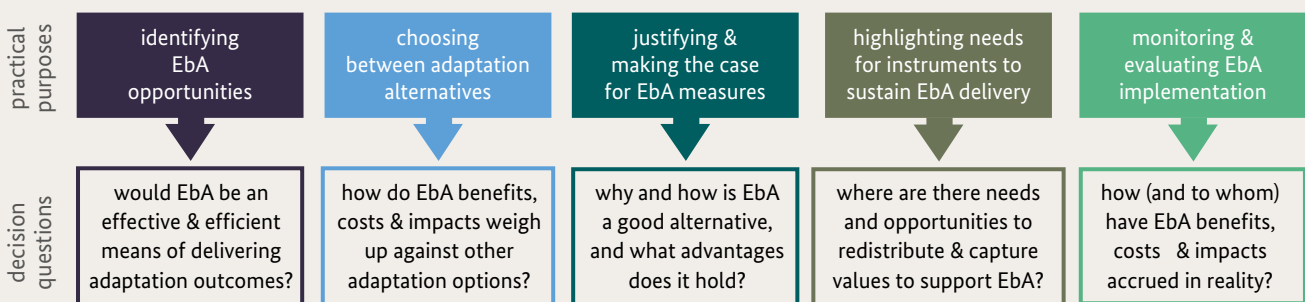 practical
purposes
identifying
EbA
opportunities
choosing
between adaptation
alternatives
justifying &
making the case
for EbA measures
highlighting needs
for instruments to
sustain EbA delivery
monitoring &
evaluating EbA
implementation
decision
questions
would EbA be an
effective & efficient
means of delivering
adaptation outcomes?
how do EbA benefits,
costs & impacts weigh
up against other
adaptation options?
why and how is EbA
a good alternative,
and what advantages
does it hold?
where are there needs
and opportunities to
redistribute & capture
values to support EbA?
how (and to whom)
have EbA benefits,
costs & impacts
accrued in reality?